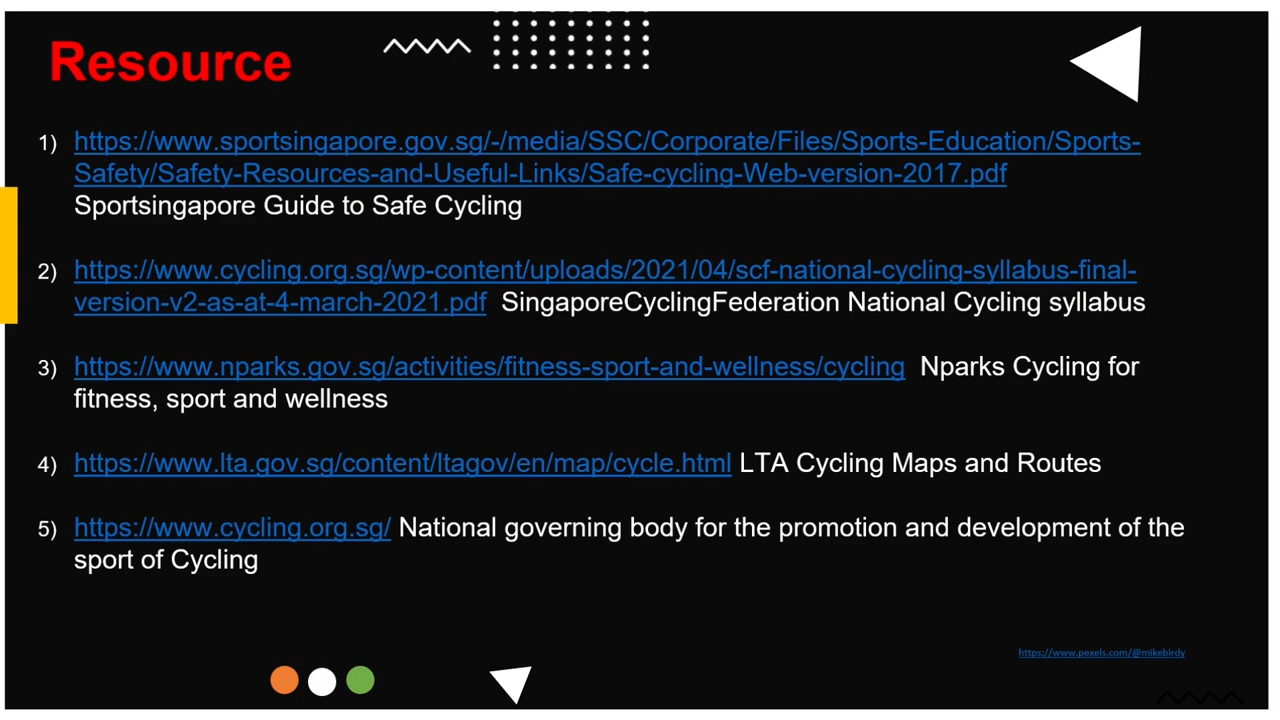 Resource
1) https://www.sportsingapore.gov.sg/-/media/SSC/Corporate/Files/Sports-Education/Sports-
Safety/Safety-Resources-and-Useful-Links/Safe-cycling-Web-version-2017.pdf
Sportsingapore Guide to Safe Cycling
2) https://www.cycling.org.sg/wp-content/uploads/2021/04/scf-national-cycling-syllabus-final-
version-v2-as-at-4-march-2021.pdf SingaporeCyclingFederation National Cycling syllabus
3) https://www.nparks.gov.sg/activities/fitness-sport-and-wellness/cycling Nparks Cycling for
fitness, sport and wellness
4) https://www.lta.gov.sg/content/ltagov/en/map/cycle.html LTA Cycling Maps and Routes
5) https://www.cycling.org.sg/ National governing body for the promotion and development of the
sport of Cycling
https://www.pexels.com/@mikebirdy